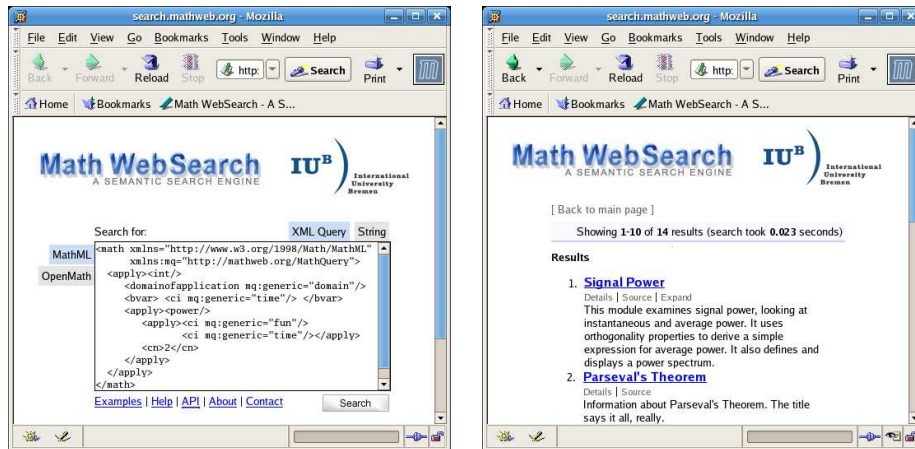 search.mathweb.org - Mozilla
File Edit View Go Bookmarks Tools Window Help
Back Forward Reload Stop http: Search Print
Home Bookmarks Math WebSearch - A S...
Math WebSearch
A SEMANTIC SEARCH ENGINE
IUB
International
University
Bremen
Search for: XML Query String
MathML
OpenMath
<math xmlns="http://www.w3.org/1998/Math/MathML"
xmlns:mq="http://mathweb.org/MathQuery">
<apply><int/>
<domainofapplication mq:generic="domain"/>
<bvar> <ci mq:generic="time"/> </bvar>
<apply><power/>
<apply><ci mq:generic="fun"/>
<ci mq:generic="time"/></apply>
<cn>2</cn>
</apply>
</apply>
</math>
Examples | Help | API | About | Contact Search
search.mathweb.org - Mozilla
File Edit View Go Bookmarks Tools Window Help
Back Forward Reload Stop http: Search Print
Home Bookmarks Math WebSearch - A S...
Math WebSearch
A SEMANTIC SEARCH ENGINE
IUB
International
University
Bremen
[ Back to main page ]
Showing 1-10 of 14 results (search took 0.023 seconds)
Results
1. Signal Power
Details | Source | Expand
This module examines signal power, looking at
instantaneous and average power. It uses
orthogonality properties to derive a simple
expression for average power. It also defines and
displays a power spectrum.
2. Parseval's Theorem
Details | Source
Information about Parseval's Theorem. The title
says it all, really.